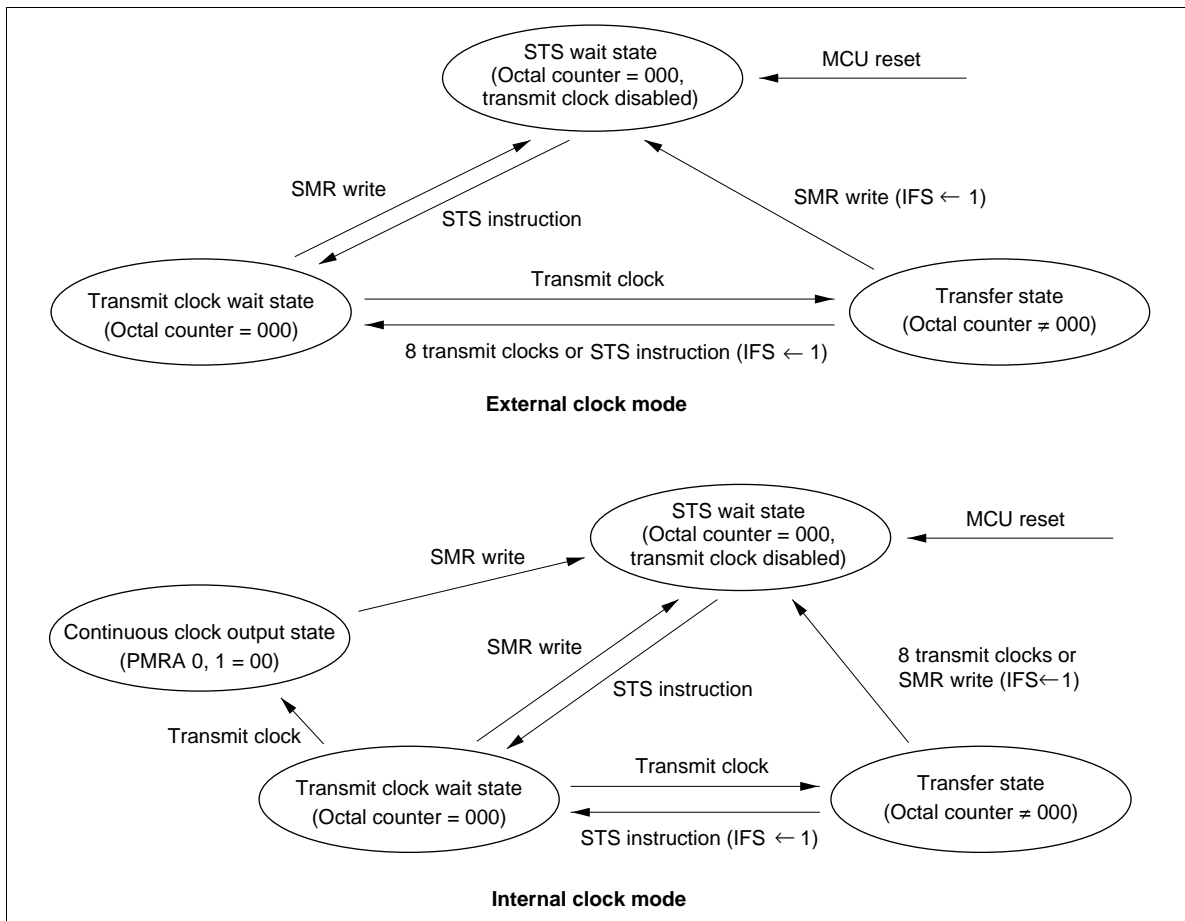 STS wait state
(Octal counter = 000,
transmit clock disabled)
MCU reset
SMR write
STS instruction
SMR write (IFS ← 1)
Transmit clock wait state
(Octal counter = 000)
Transmit clock
Transfer state
(Octal counter ≠ 000)
8 transmit clocks or STS instruction (IFS ← 1)
External clock mode
STS wait state
(Octal counter = 000,
transmit clock disabled)
MCU reset
SMR write
Continuous clock output state
(PMRA 0, 1 = 00)
SMR write
STS instruction
8 transmit clocks or
SMR write (IFS←1)
Transmit clock
Transmit clock wait state
(Octal counter = 000)
Transmit clock
Transfer state
(Octal counter ≠ 000)
STS instruction (IFS ← 1)
Internal clock mode